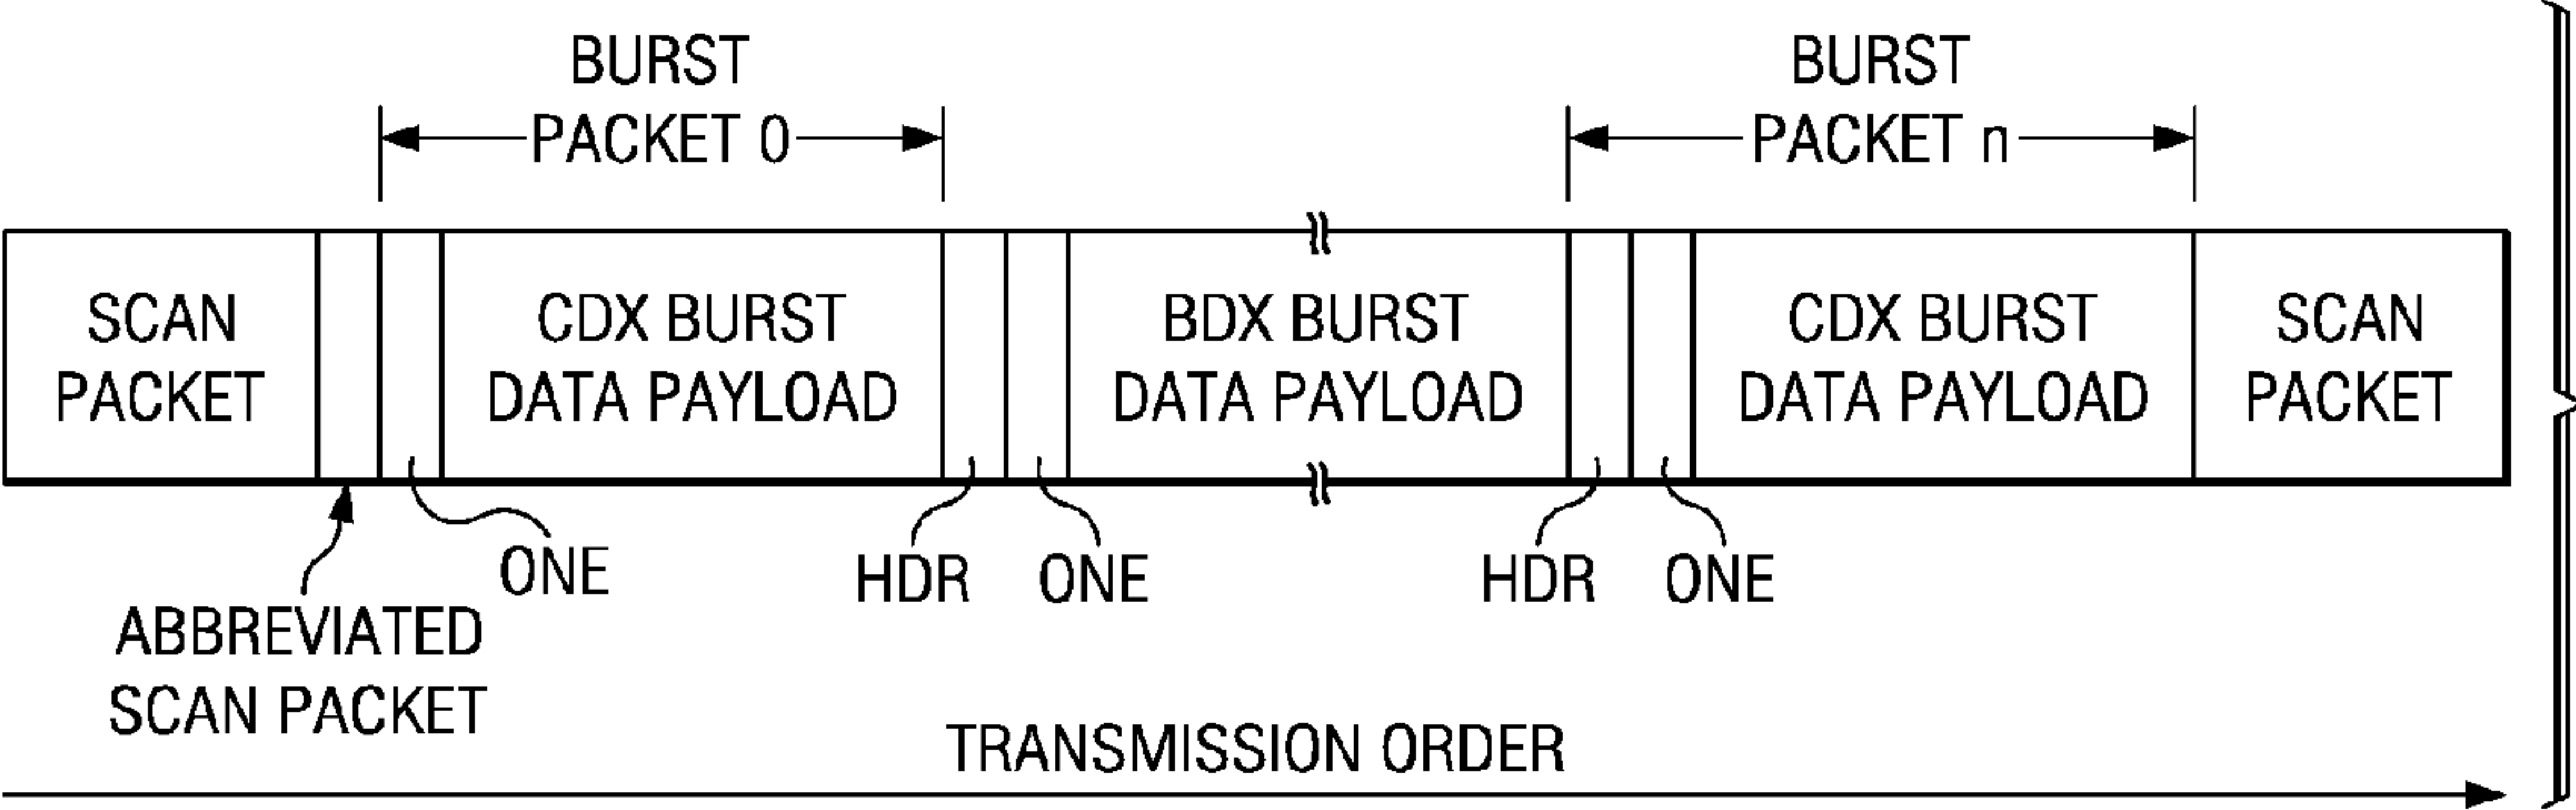 BURST
PACKET 0
BURST
PACKET n
SCAN
PACKET
CDX BURST
DATA PAYLOAD
BDX BURST
DATA PAYLOAD
CDX BURST
DATA PAYLOAD
SCAN
PACKET
ONE
HDR
ONE
HDR
ONE
ABBREVIATED
SCAN PACKET
TRANSMISSION ORDER